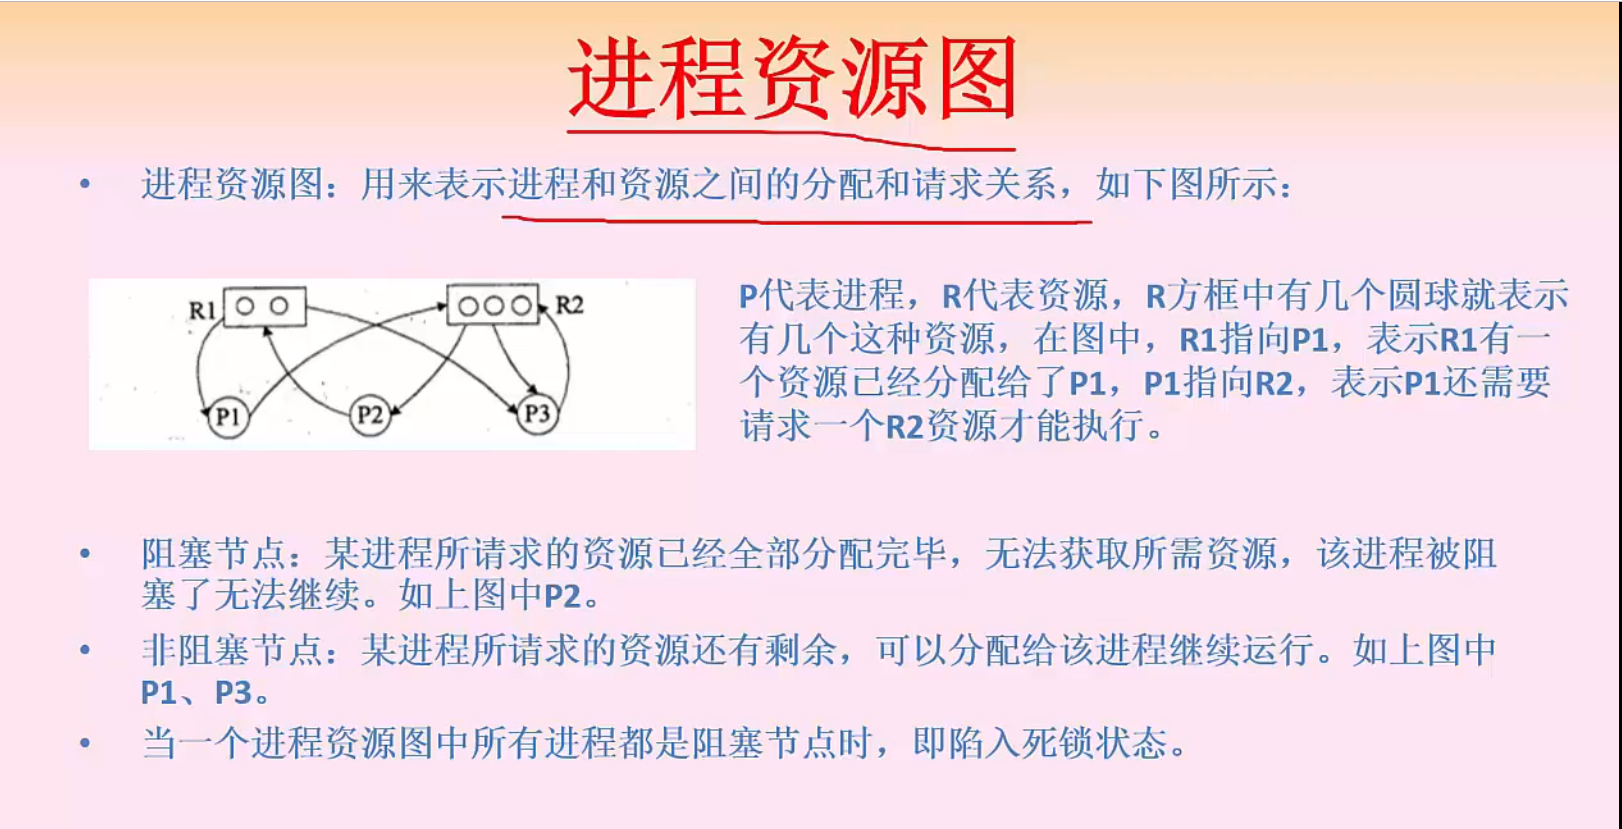 进程资源图
• 进程资源图：用来表示进程和资源之间的分配和请求关系，如下图所示：
R1
R2
P1
P2
P3
P代表进程，R代表资源，R方框中有几个圆球就表示
有几个这种资源，在图中，R1指向P1，表示R1有一
个资源已经分配给了P1，P1指向R2，表示P1还需要
请求一个R2资源才能执行。
• 阻塞节点：某进程所请求的资源已经全部分配完毕，无法获取所需资源，该进程被阻
塞了无法继续。如上图中P2。
• 非阻塞节点：某进程所请求的资源还有剩余，可以分配给该进程继续运行。如上图中
P1、P3。
• 当一个进程资源图中所有进程都是阻塞节点时，即陷入死锁状态。